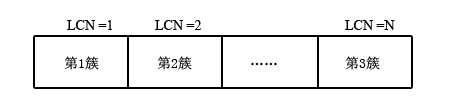 LCN =1 LCN =2 LCN =N
第1簇 第2簇 …… 第3簇